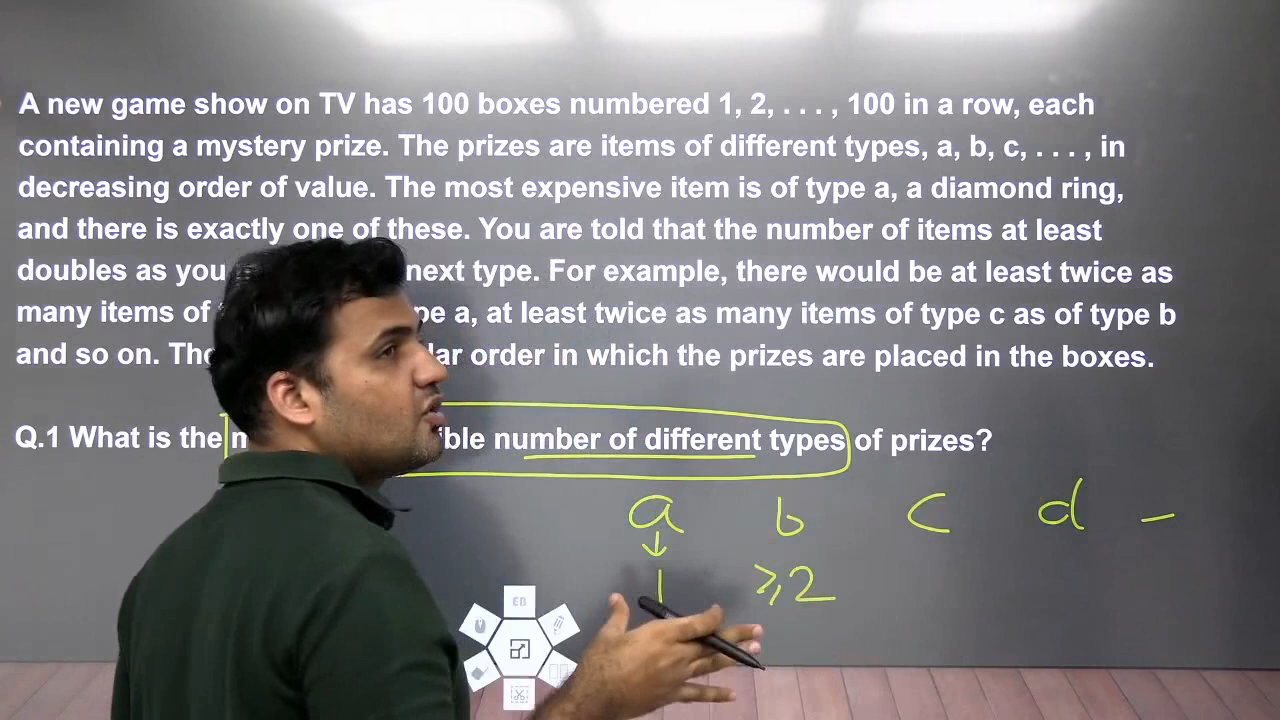 A new game show on TV has 100 boxes numbered 1, 2, . . . , 100 in a row, each
containing a mystery prize. The prizes are items of different types, a, b, c, . . . , in
decreasing order of value. The most expensive item is of type a, a diamond ring,
and there is exactly one of these. You are told that the number of items at least
doubles as you next type. For example, there would be at least twice as
many items of a, at least twice as many items of type c as of type b
and so on. order in which the prizes are placed in the boxes.
Q.1 What is the number of different types of prizes?
a b c d –
↓
1 ⩾2